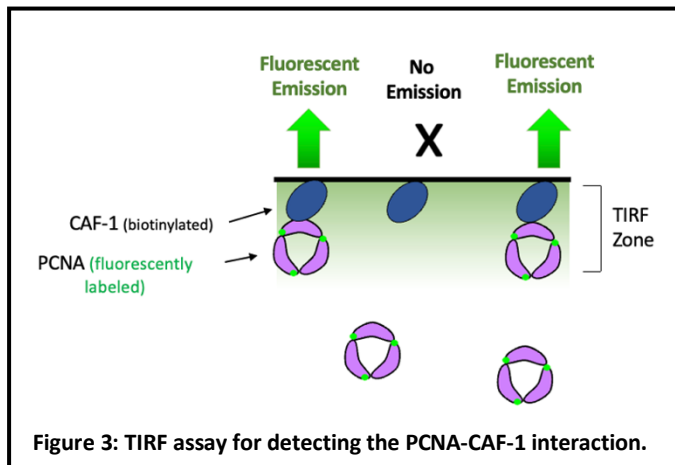 Fluorescent
Emission
No
Emission
Fluorescent
Emission
X
CAF-1 (biotinylated)
PCNA (fluorescently
labeled)
TIRF
Zone
Figure 3: TIRF assay for detecting the PCNA-CAF-1 interaction.